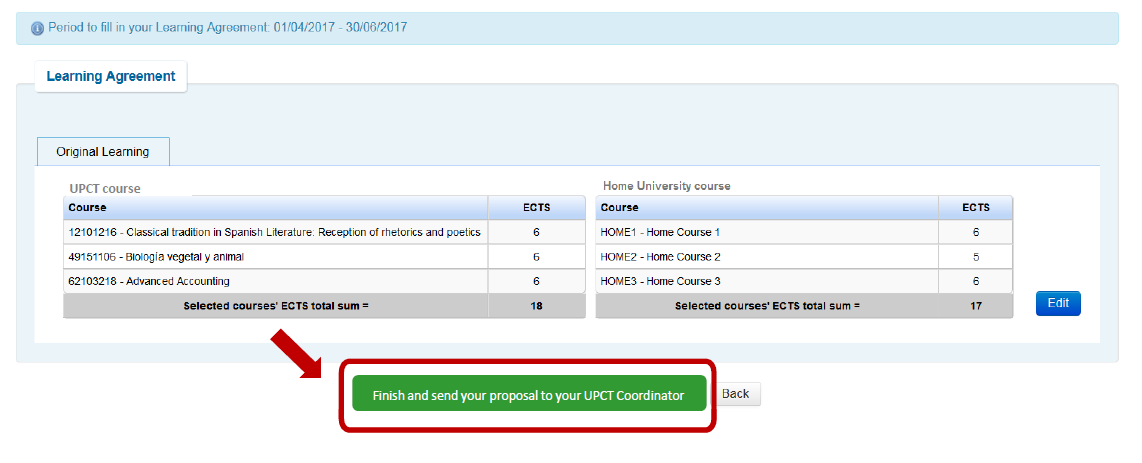 Period to fill in your Learning Agreement: 01/04/2017 - 30/06/2017
Learning Agreement
Original Learning
UPCT course
Course ECTS
12101216 - Classical tradition in Spanish Literature: Reception of rhetorics and poetics 6
49151106 - Biología vegetal y animal 6
62103218 - Advanced Accounting 6
Selected courses' ECTS total sum = 18
Home University course
Course ECTS
HOME1 - Home Course 1 6
HOME2 - Home Course 2 5
HOME3 - Home Course 3 6
Selected courses' ECTS total sum = 17
Edit
Finish and send your proposal to your UPCT Coordinator
Back